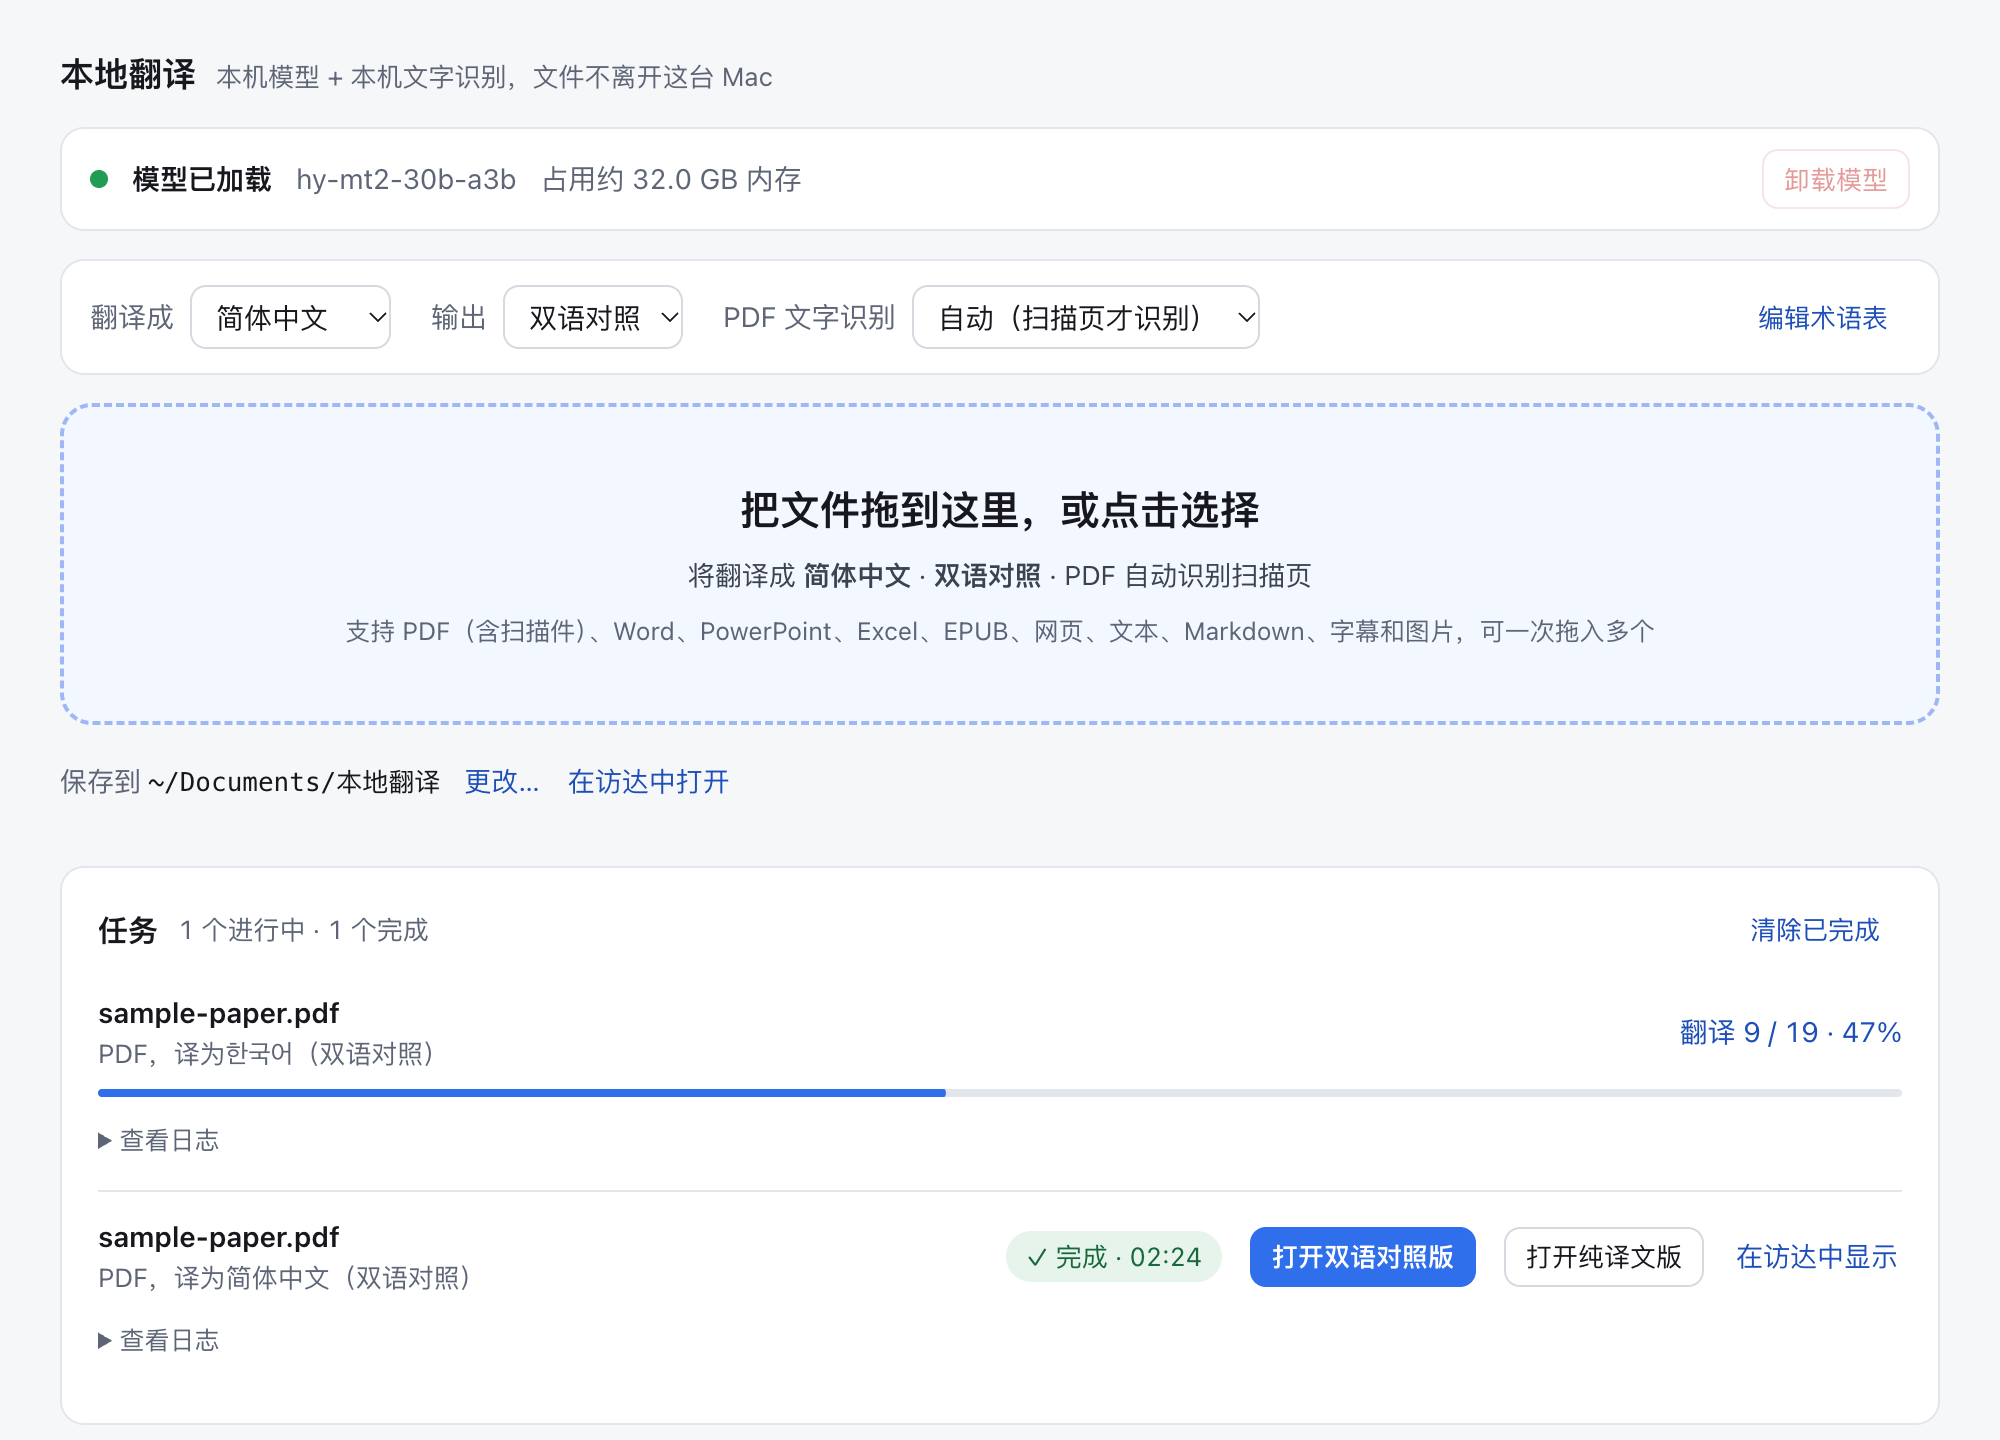 本地翻译 本机模型 + 本机文字识别，文件不离开这台 Mac
模型已加载 hy-mt2-30b-a3b 占用约 32.0 GB 内存 卸载模型
翻译成 简体中文 输出 双语对照 PDF 文字识别 自动（扫描页才识别） 编辑术语表
把文件拖到这里，或点击选择
将翻译成 简体中文 · 双语对照 · PDF 自动识别扫描页
支持 PDF（含扫描件）、Word、PowerPoint、Excel、EPUB、网页、文本、Markdown、字幕和图片，可一次拖入多个
保存到 ~/Documents/本地翻译 更改... 在访达中打开
任务 1 个进行中 · 1 个完成 清除已完成
sample-paper.pdf
PDF，译为한국어（双语对照）
翻译 9 / 19 · 47%
▶ 查看日志
sample-paper.pdf
PDF，译为简体中文（双语对照）
✓ 完成 · 02:24 打开双语对照版 打开纯译文版 在访达中显示
▶ 查看日志